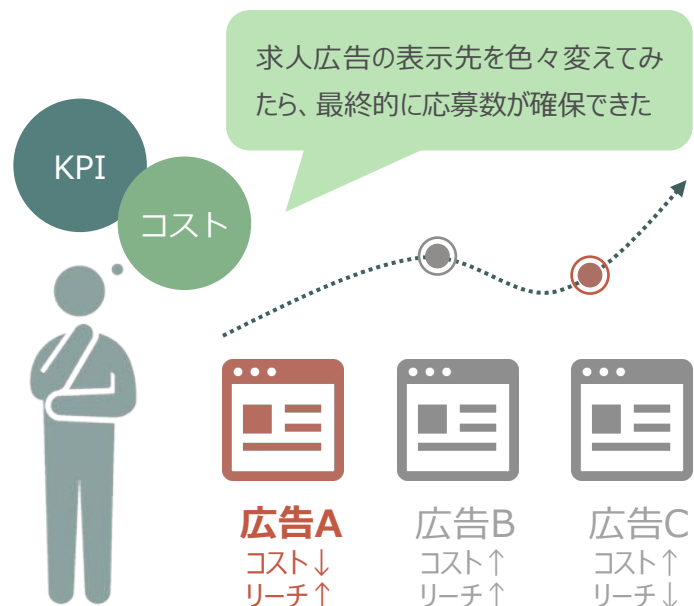 求人広告の表示先を色々変えてみ
たら、最終的に応募数が確保できた
KPI
コスト
広告A
コスト↓
リーチ↑
広告B
コスト↑
リーチ↑
広告C
コスト↑
リーチ↓